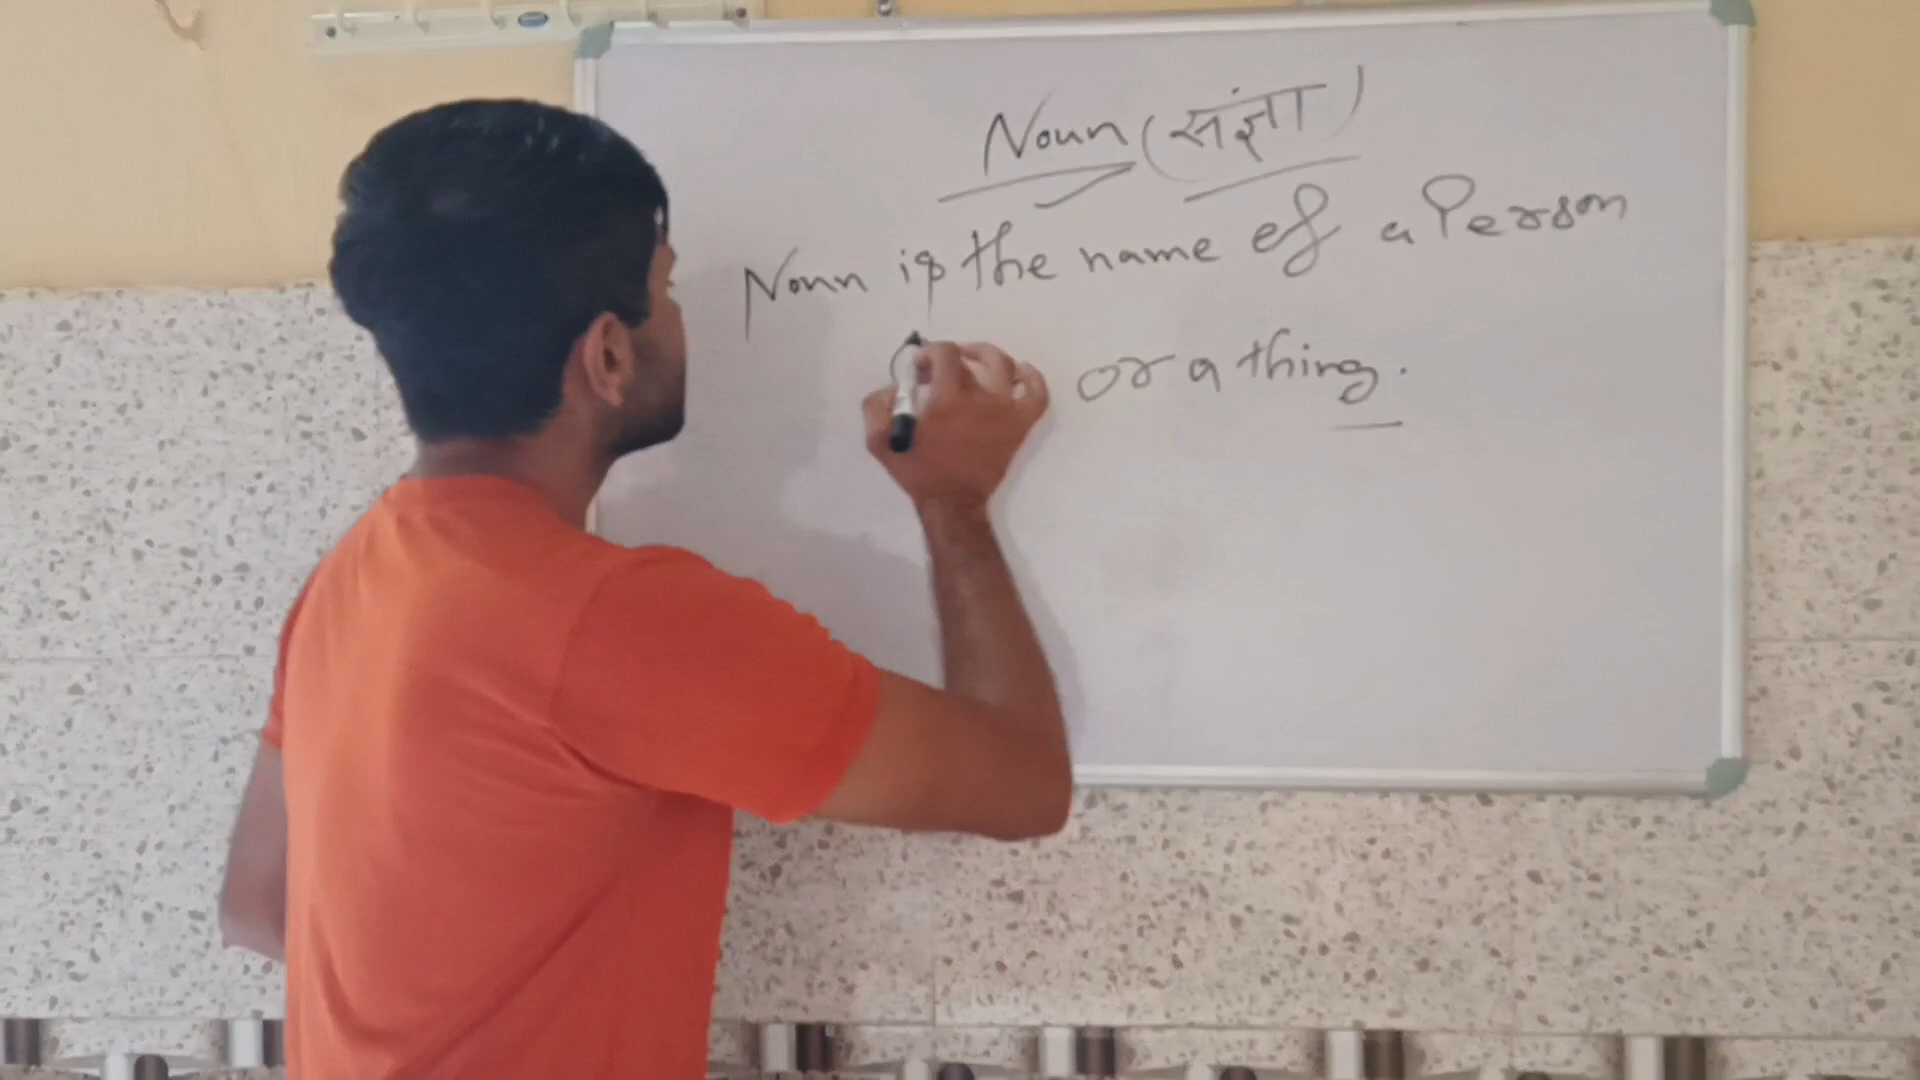 Noun (संज्ञा)
Noun is the name of a Person
or a thing.